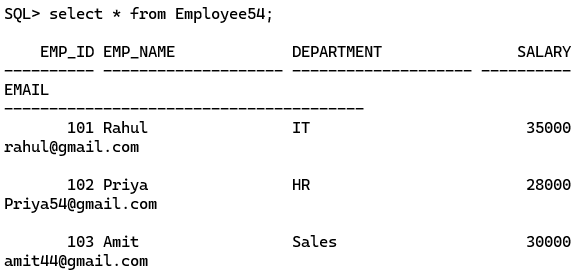 SQL> select * from Employee54;
    EMP_ID EMP_NAME             DEPARTMENT               SALARY
---------- -------------------- -------------------- ----------
EMAIL
----------------------------------------
       101 Rahul                IT                        35000
rahul@gmail.com
       102 Priya                HR                        28000
Priya54@gmail.com
       103 Amit                 Sales                     30000
amit44@gmail.com